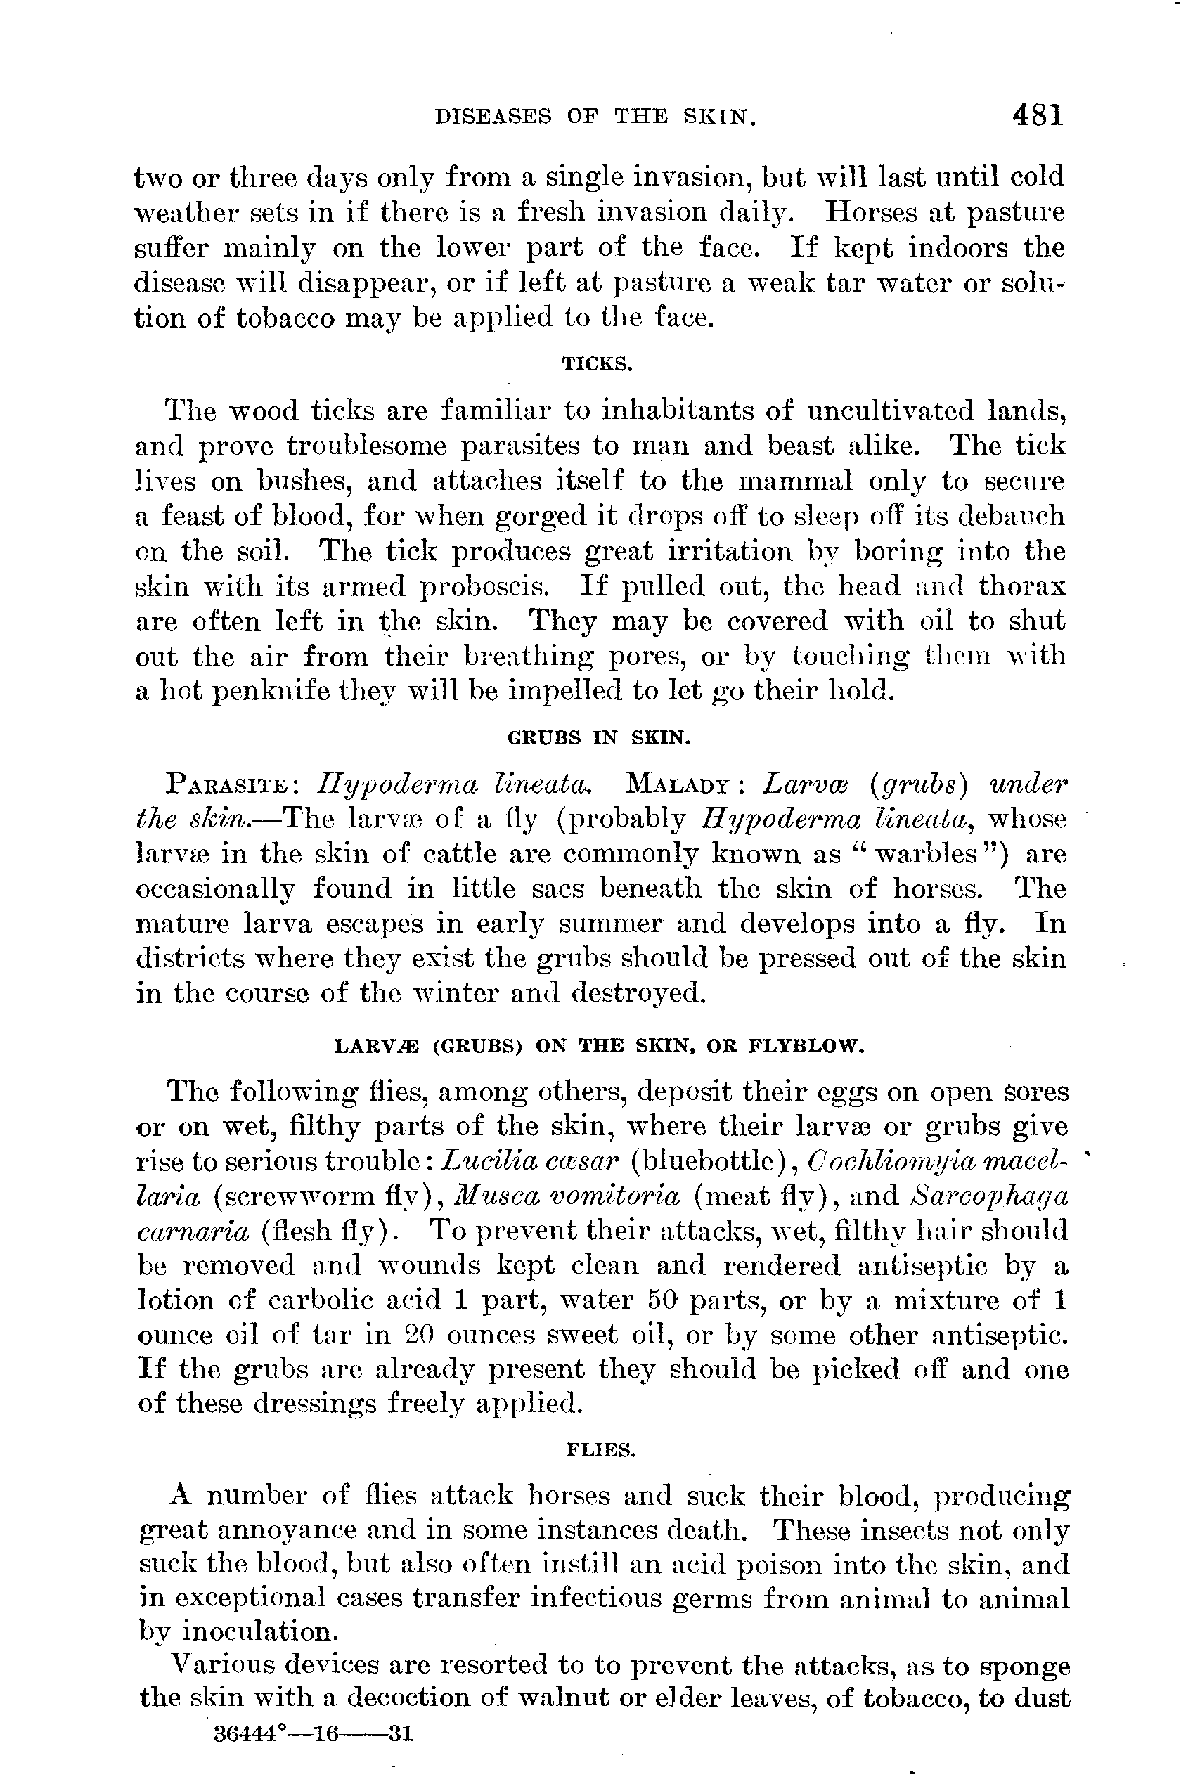 DISEASES OF THE SKIN. 481
two or three days only from a single invasion, but will last until cold
weather sets in if there is a fresh invasion daily. Horses at pasture
suffer mainly on the lower part of the face. If kept indoors the
disease will disappear, or if left at pasture a weak tar water or solu-
tion of tobacco may be applied to the face.
TICKS.
The wood ticks are familiar to inhabitants of uncultivated lands,
and prove troublesome parasites to man and beast alike. The tick
lives on bushes, and attaches itself to the mammal only to secure
a feast of blood, for when gorged it drops off to sleep off its debauch
on the soil. The tick produces great irritation by boring into the
skin with its armed proboscis. If pulled out, the head and thorax
are often left in the skin. They may be covered with oil to shut
out the air from their breathing pores, or by touching them with
a hot penknife they will be impelled to let go their hold.
GRUBS IN SKIN.
PARASITE: Hypoderma lineata. MALADY: Larvæ (grubs) under
the skin.—The larvæ of a fly (probably Hypoderma lineata, whose
larvæ in the skin of cattle are commonly known as "warbles") are
occasionally found in little sacs beneath the skin of horses. The
mature larva escapes in early summer and develops into a fly. In
districts where they exist the grubs should be pressed out of the skin
in the course of the winter and destroyed.
LARVÆ (GRUBS) ON THE SKIN, OR FLYBLOW.
The following flies, among others, deposit their eggs on open sores
or on wet, filthy parts of the skin, where their larvæ or grubs give
rise to serious trouble: Lucilia cæsar (bluebottle), Cochliomyia macel-
laria (screwworm fly), Musca vomitoria (meat fly), and Sarcophaga
carnaria (flesh fly). To prevent their attacks, wet, filthy hair should
be removed and wounds kept clean and rendered antiseptic by a
lotion of carbolic acid 1 part, water 50 parts, or by a mixture of 1
ounce oil of tar in 20 ounces sweet oil, or by some other antiseptic.
If the grubs are already present they should be picked off and one
of these dressings freely applied.
FLIES.
A number of flies attack horses and suck their blood, producing
great annoyance and in some instances death. These insects not only
suck the blood, but also often instill an acid poison into the skin, and
in exceptional cases transfer infectious germs from animal to animal
by inoculation.
Various devices are resorted to to prevent the attacks, as to sponge
the skin with a decoction of walnut or elder leaves, of tobacco, to dust
36444°—16——31